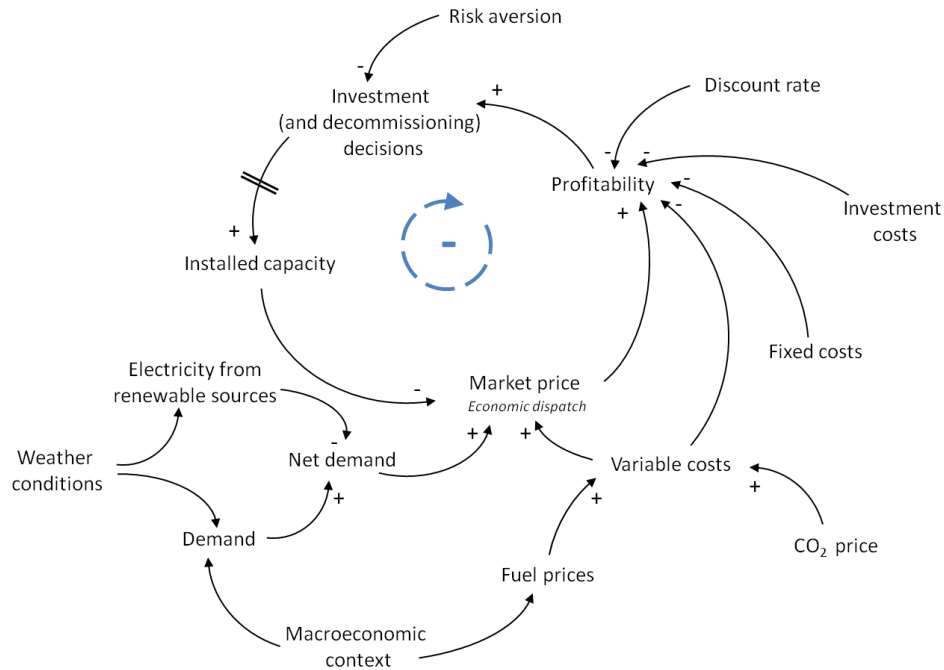 Risk aversion
-
Investment
(and decommissioning)
decisions
+
Discount rate
-
-
Profitability
-
-
+
Investment
costs
+
Installed capacity
-
Fixed costs
Electricity from
renewable sources
-
Market price
Economic dispatch
+
+
-
Net demand
+
Weather
conditions
Variable costs
+
+
Demand
CO₂ price
Fuel prices
Macroeconomic
context